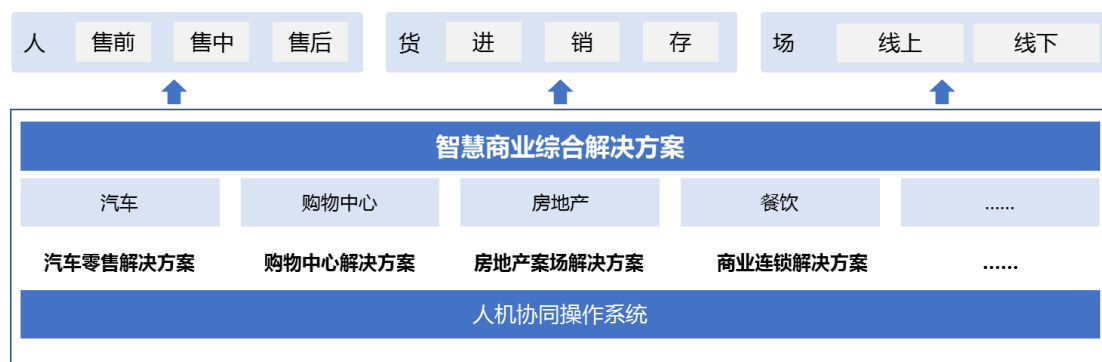 人 售前 售中 售后 货 进 销 存 场 线上 线下
智慧商业综合解决方案
汽车 购物中心 房地产 餐饮 ......
汽车零售解决方案 购物中心解决方案 房地产案场解决方案 商业连锁解决方案 ......
人机协同操作系统